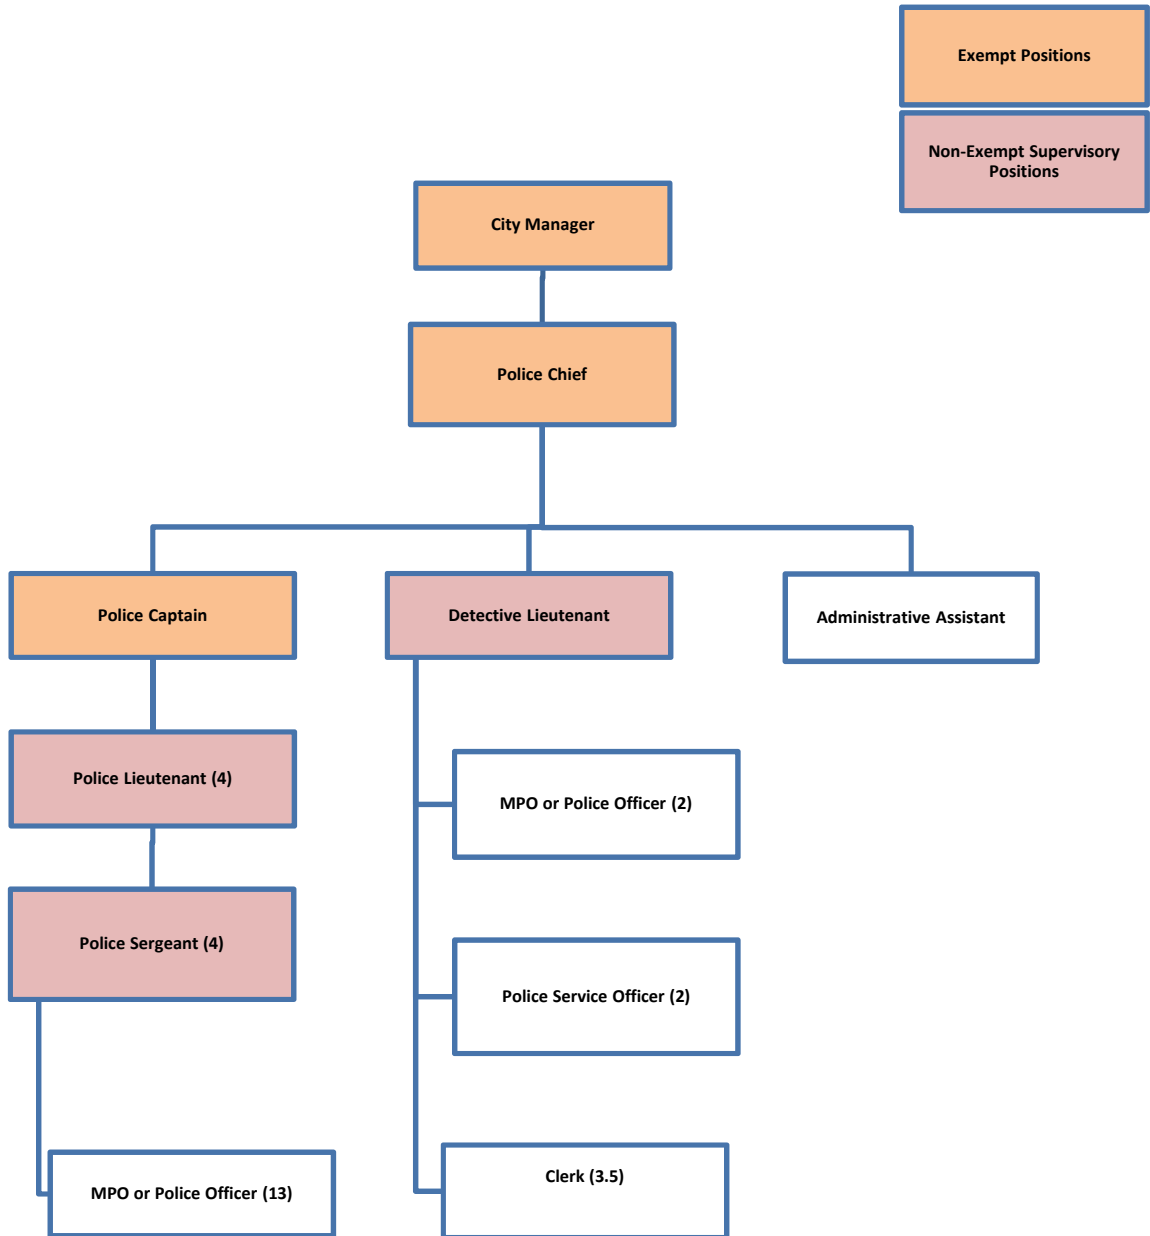 Exempt Positions
Non-Exempt Supervisory
Positions
City Manager
Police Chief
Police Captain
Detective Lieutenant
Administrative Assistant
Police Lieutenant (4)
MPO or Police Officer (2)
Police Sergeant (4)
Police Service Officer (2)
Clerk (3.5)
MPO or Police Officer (13)